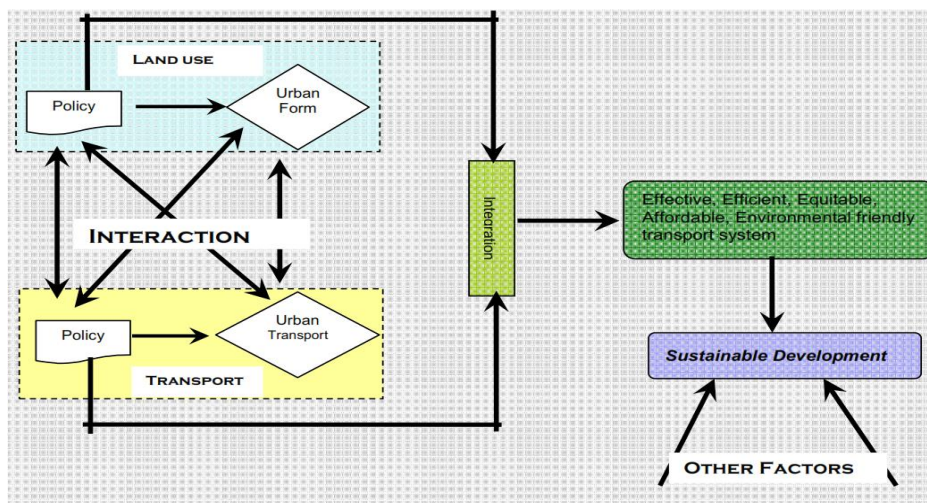 LAND USE
Policy
Urban
Form
INTERACTION
Policy
Urban
Transport
TRANSPORT
Integration
Effective, Efficient, Equitable,
Affordable, Environmental friendly
transport system
Sustainable Development
OTHER FACTORS